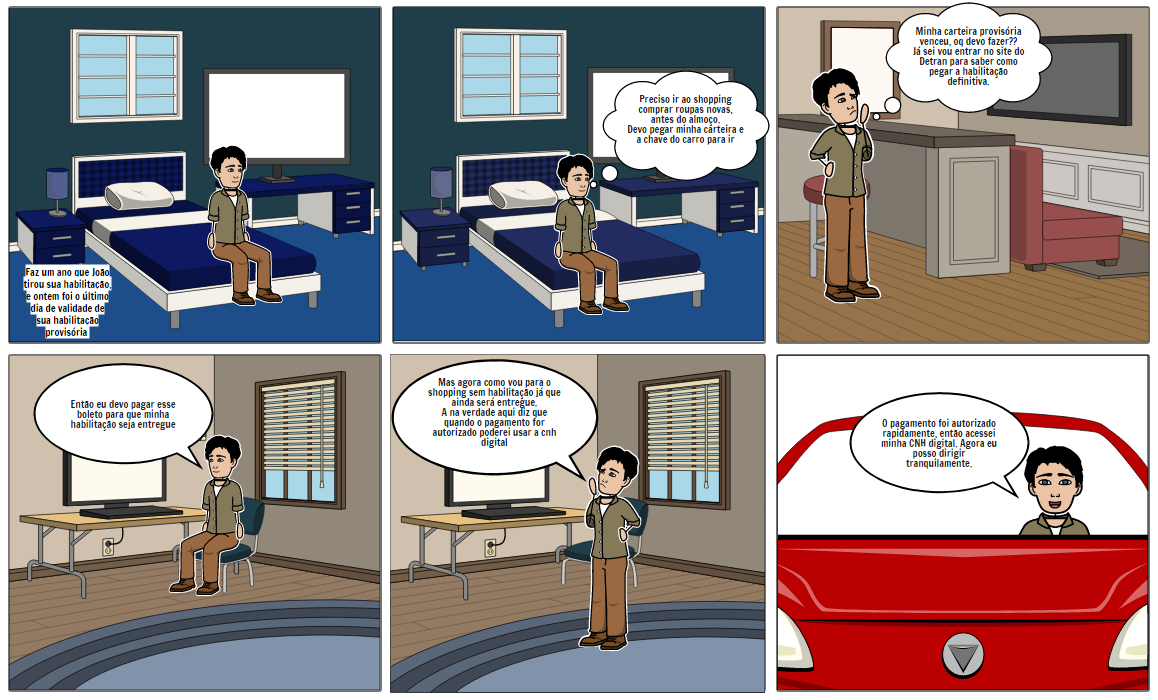 Faz um ano que João
tirou sua habilitação,
e ontem foi o último
dia de validade de
sua habilitação
provisória
Preciso ir ao shopping
comprar roupas novas,
antes do almoço.
Devo pegar minha carteira e
a chave do carro para ir
Minha carteira provisória
venceu, oq devo fazer??
Já sei vou entrar no site do
Detran para saber como
pegar a habilitação
definitiva.
Então eu devo pagar esse
boleto para que minha
habilitação seja entregue
Mas agora como vou para o
shopping sem habilitação já que
ainda será entregue.
A na verdade aqui diz que
quando o pagamento for
autorizado poderei usar a cnh
digital
O pagamento foi autorizado
rapidamente, então acessei
minha CNH digital. Agora eu
posso dirigir
tranquilamente.